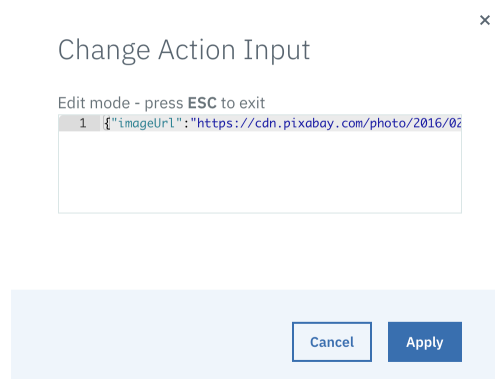 Change Action Input
Edit mode - press ESC to exit
1 {"imageUrl":"https://cdn.pixabay.com/photo/2016/02
Cancel
Apply